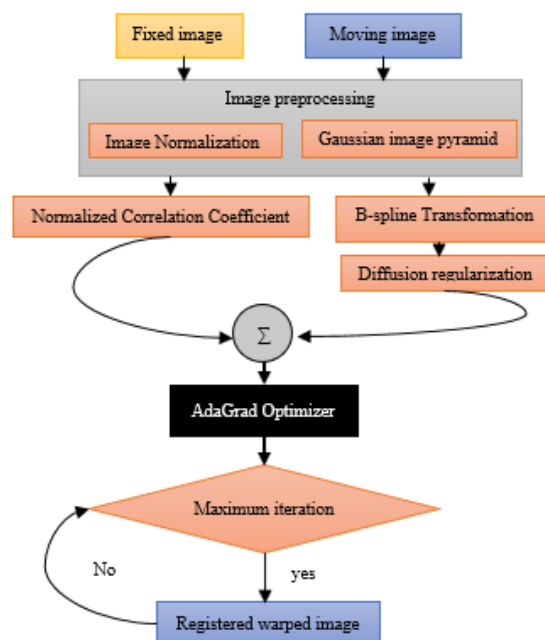 Fixed image
Moving image
Image preprocessing
Image Normalization
Gaussian image pyramid
Normalized Correlation Coefficient
B-spline Transformation
Diffusion regularization
Σ
AdaGrad Optimizer
Maximum iteration
No
yes
Registered warped image